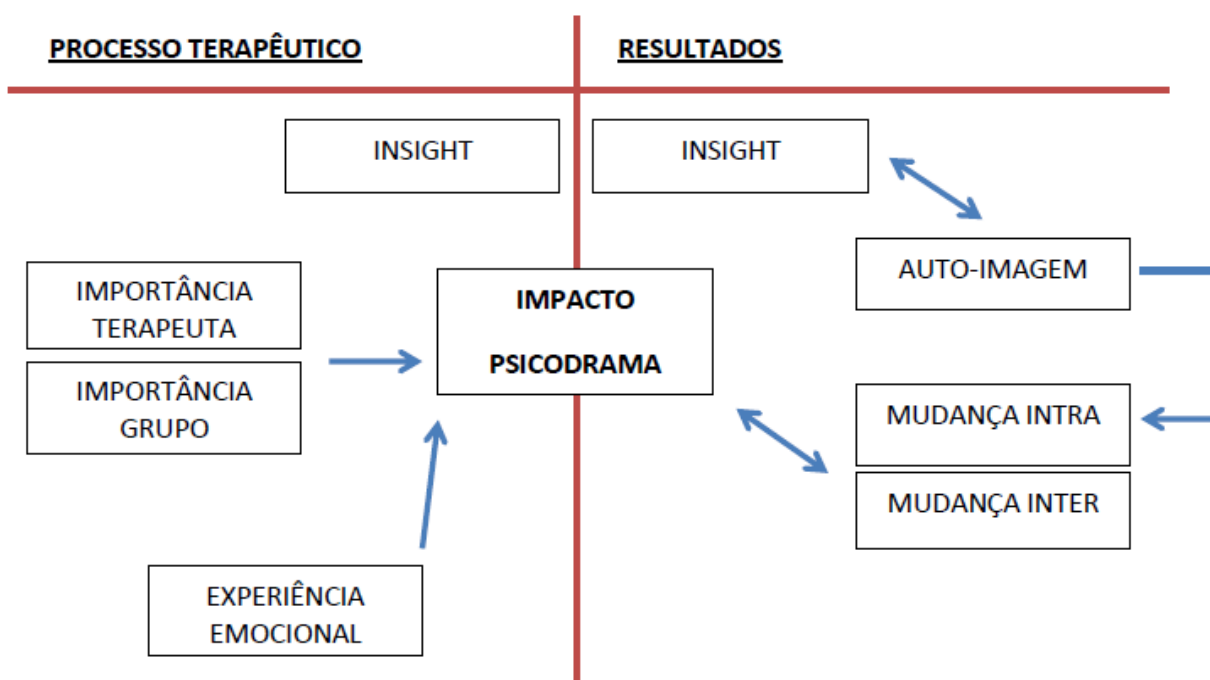 PROCESSO TERAPÊUTICO
RESULTADOS
INSIGHT
INSIGHT
AUTO-IMAGEM
IMPORTÂNCIA
TERAPEUTA
IMPACTO
PSICODRAMA
IMPORTÂNCIA
GRUPO
MUDANÇA INTRA
MUDANÇA INTER
EXPERIÊNCIA
EMOCIONAL